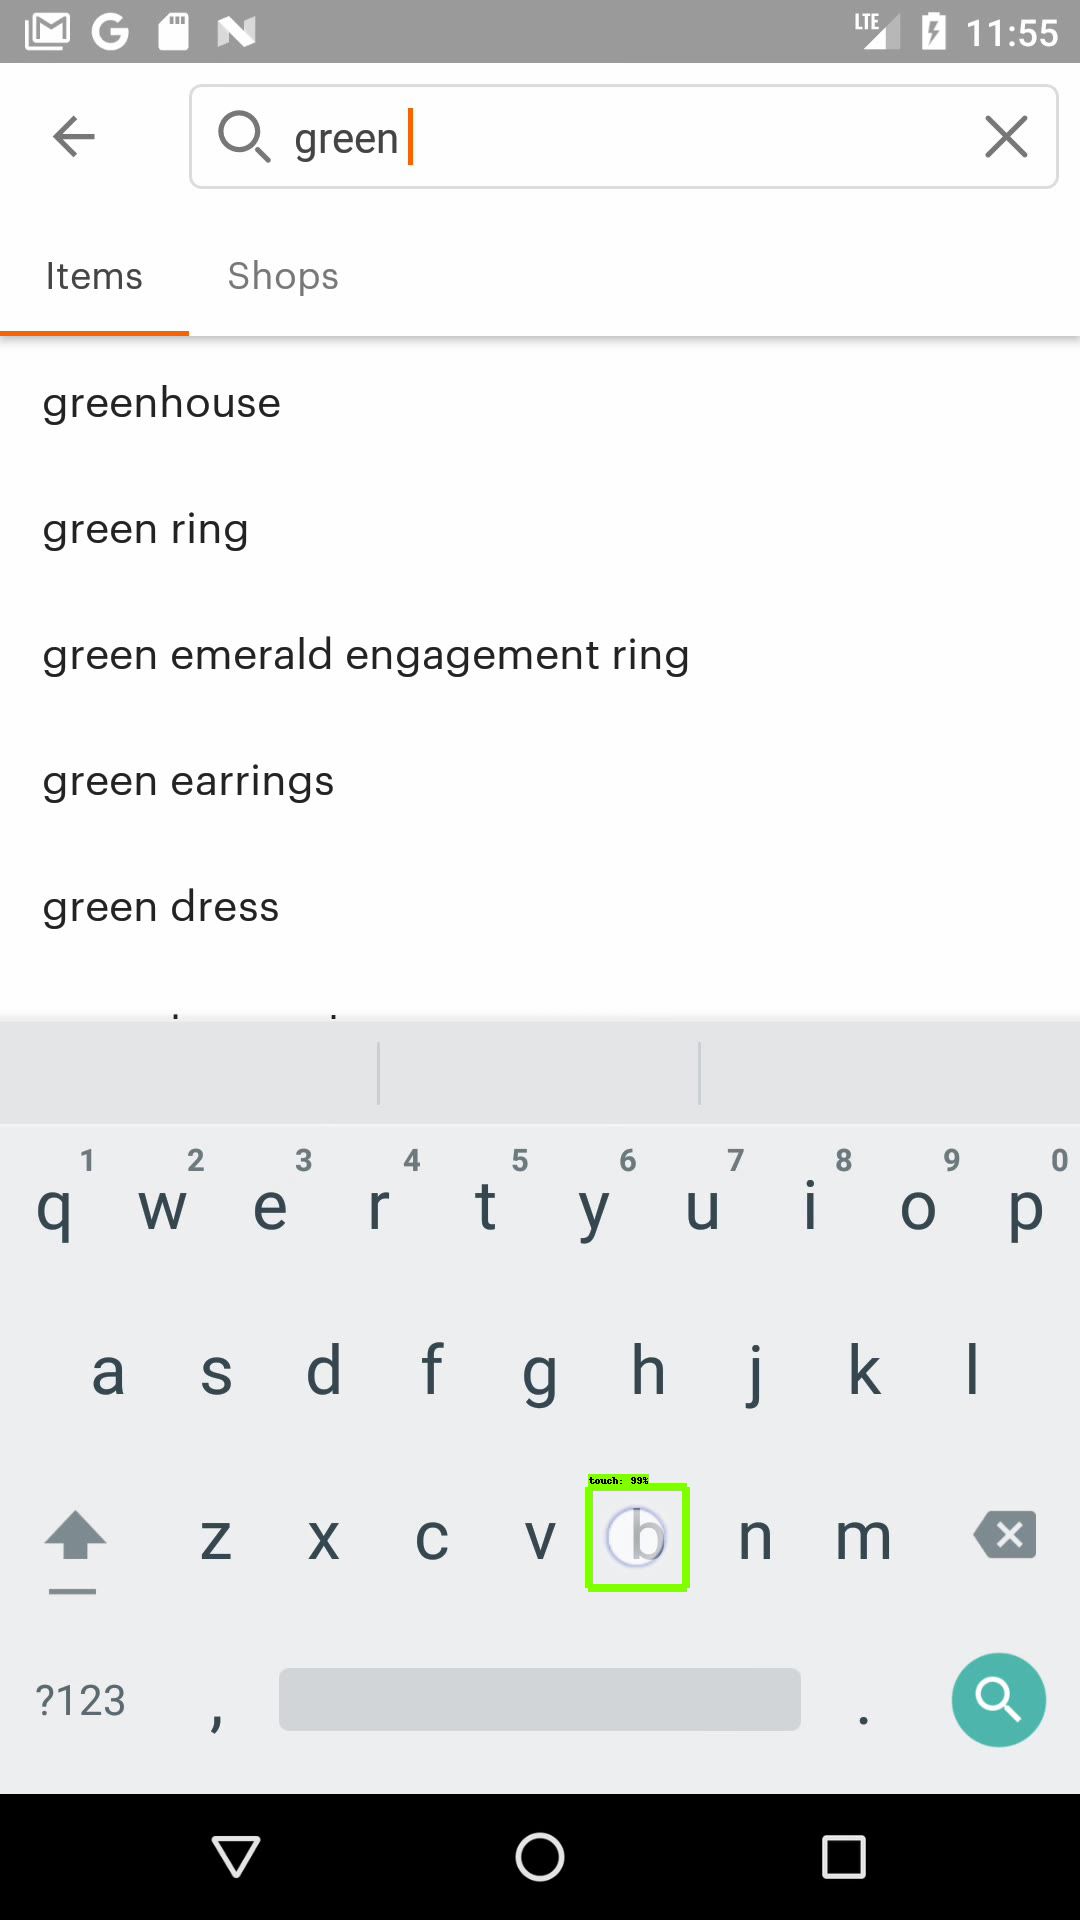 LTE 11:55
green
Items Shops
greenhouse
green ring
green emerald engagement ring
green earrings
green dress
1 2 3 4 5 6 7 8 9 0
q w e r t y u i o p
a s d f g h j k l
touch: 99%
z x c v b n m
?123 , .